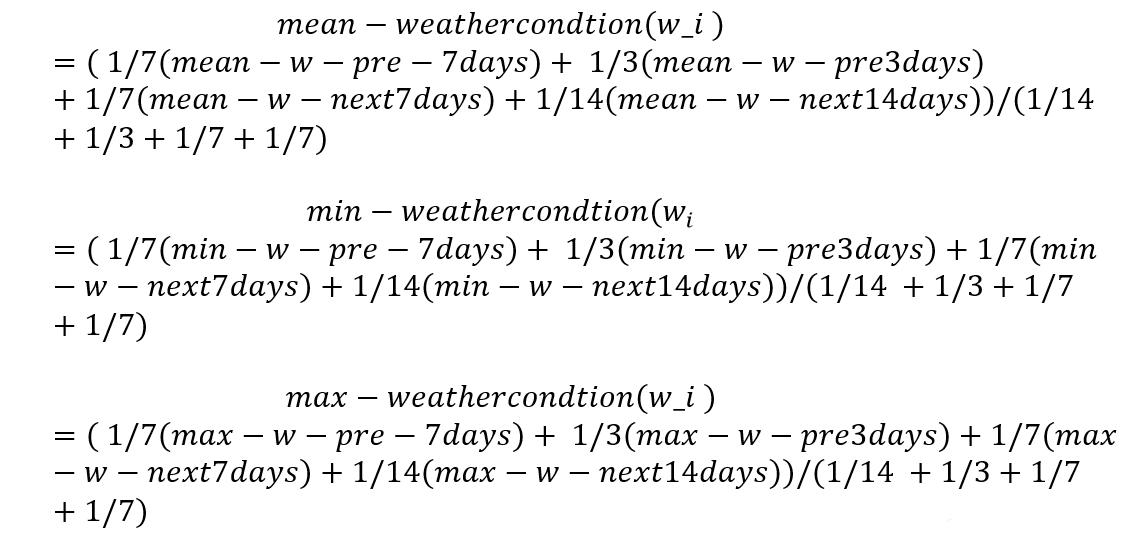 mean − weathercondtion(w_i )
= ( 1/7(mean − w − pre − 7days) + 1/3(mean − w − pre3days)
+ 1/7(mean − w − next7days) + 1/14(mean − w − next14days))/(1/14
+ 1/3 + 1/7 + 1/7)
min − weathercondtion(wᵢ
= ( 1/7(min − w − pre − 7days) + 1/3(min − w − pre3days) + 1/7(min
− w − next7days) + 1/14(min − w − next14days))/(1/14 + 1/3 + 1/7
+ 1/7)
max − weathercondtion(w_i )
= ( 1/7(max − w − pre − 7days) + 1/3(max − w − pre3days) + 1/7(max
− w − next7days) + 1/14(max − w − next14days))/(1/14 + 1/3 + 1/7
+ 1/7)